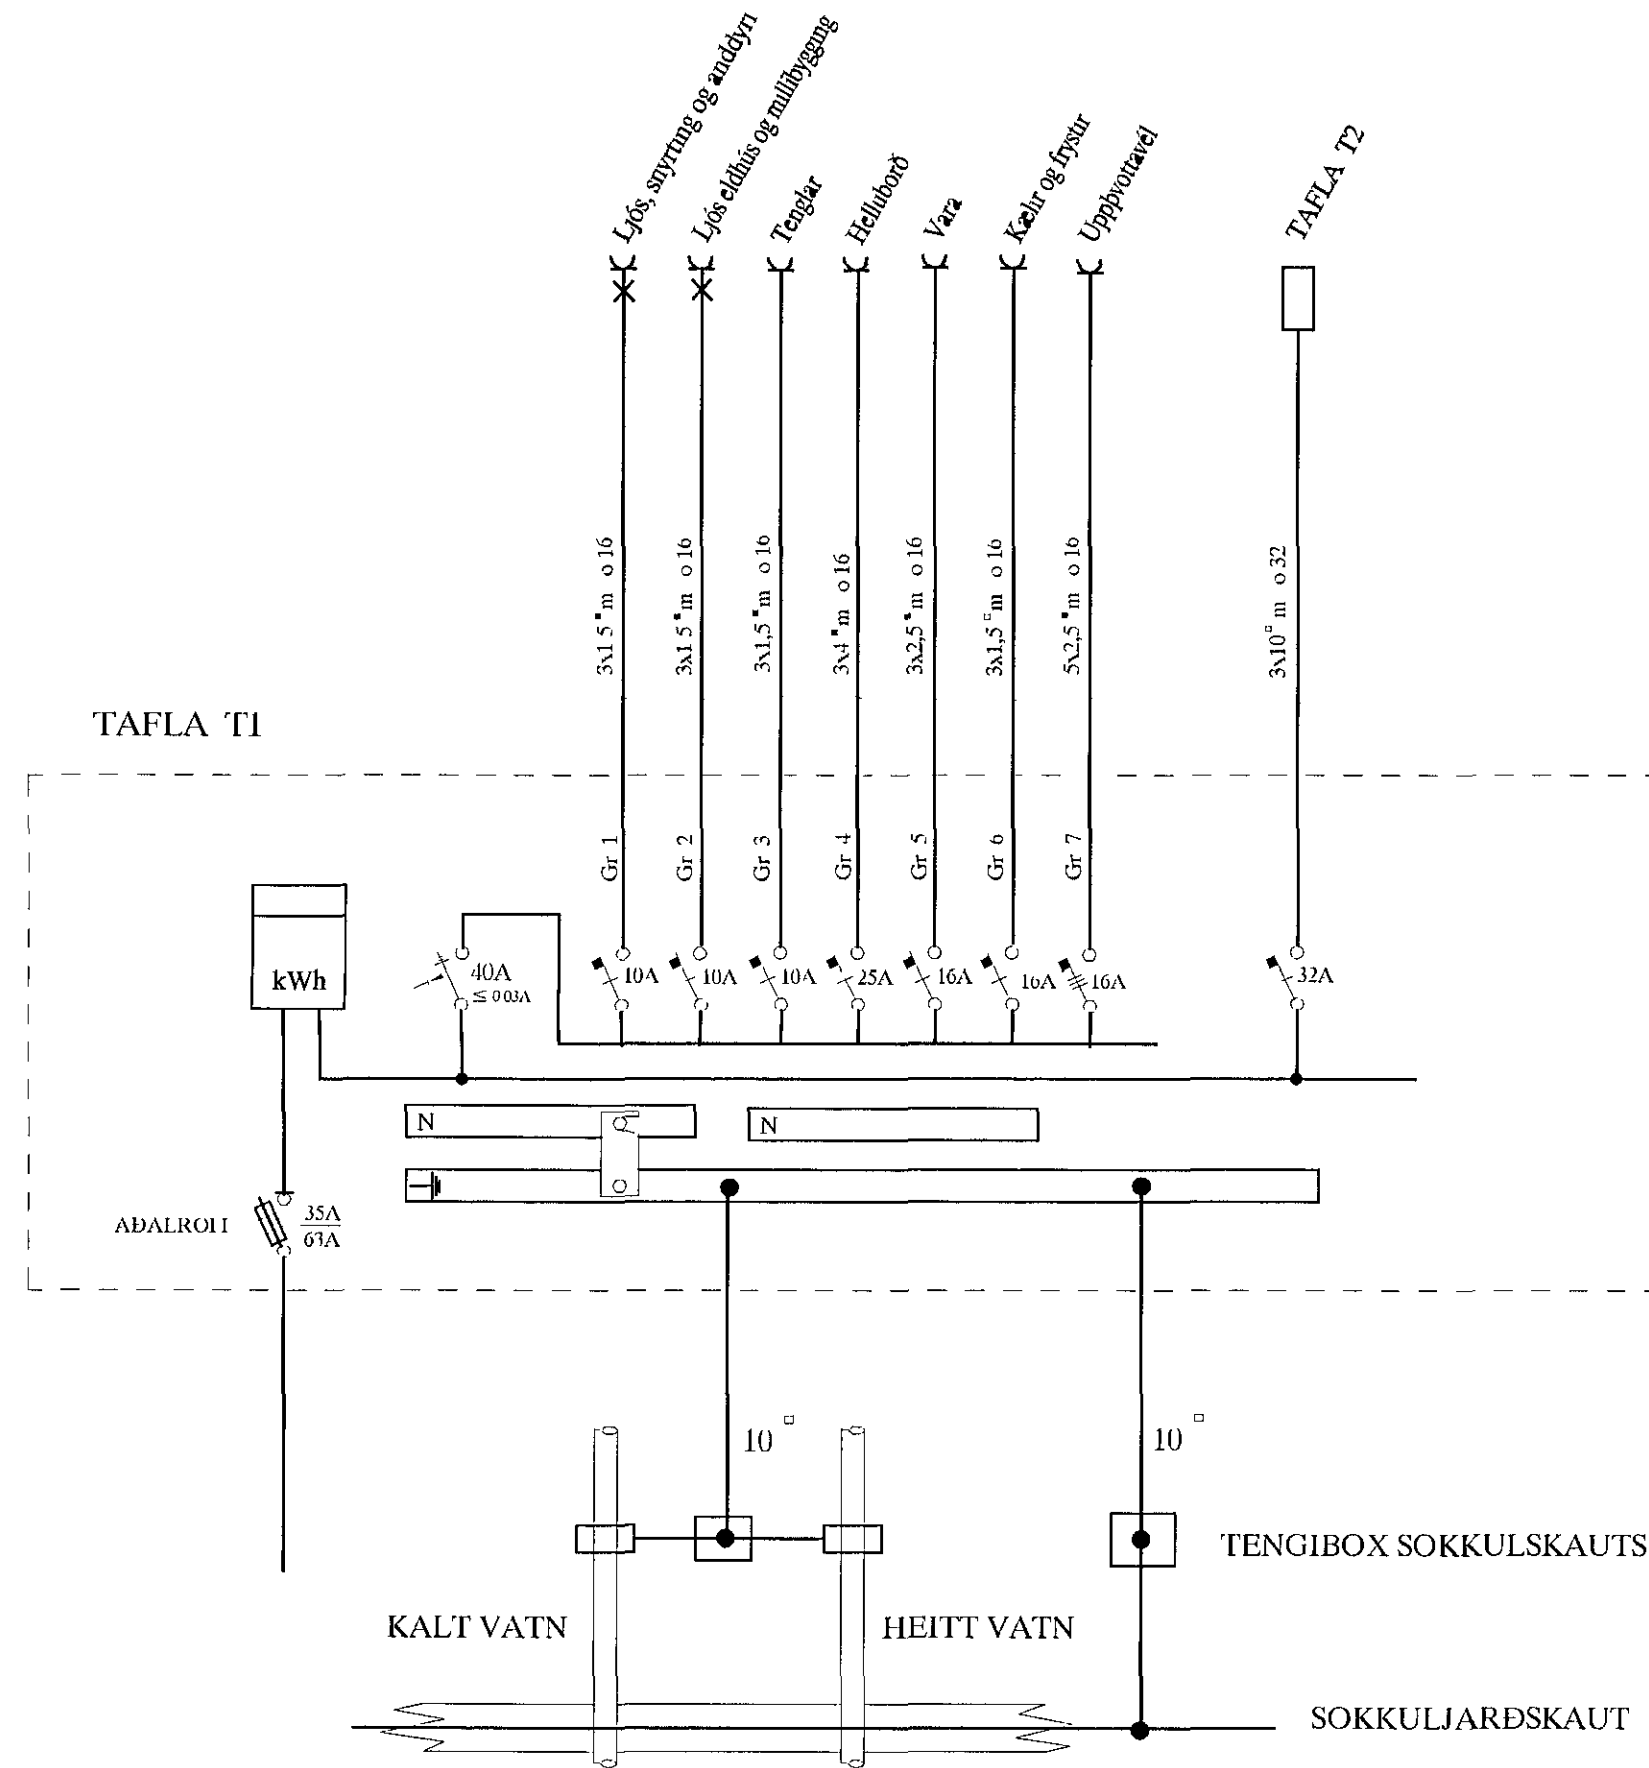 Ljós, snyrting og anddyri
Ljós eldhús og millibygging
Tenglar
Helluborð
Vara
Kælir og frystir
Uppþvottavél
TAFLA T2
3x1 5 □ m o 16
3x1 5 □ m o 16
3x1,5 □ m o 16
3x4 □ m o 16
3x2,5 □ m o 16
3x1,5 □ m o 16
5x2,5 □ m o 16
3x10 □ m o 32
TAFLA T1
Gr 1
Gr 2
Gr 3
Gr 4
Gr 5
Gr 6
Gr 7
kWh
40A
≤ 0 03A
10A
10A
10A
25A
16A
16A
16A
32A
N
N
AÐALROFI
35A
63A
10 □
10 □
TENGIBOX SOKKULSKAUTS
KALT VATN
HEITT VATN
SOKKULJARÐSKAUT